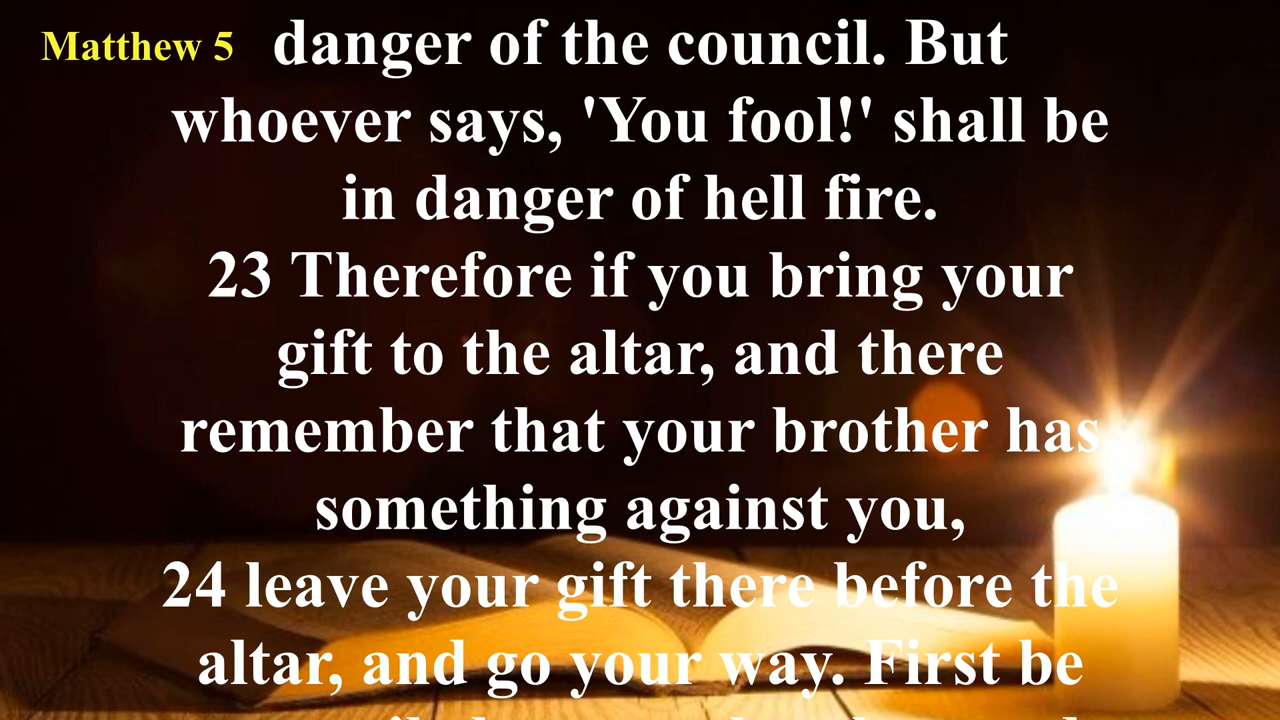 Matthew 5
danger of the council. But
whoever says, 'You fool!' shall be
in danger of hell fire.
23 Therefore if you bring your
gift to the altar, and there
remember that your brother has
something against you,
24 leave your gift there before the
altar, and go your way. First be